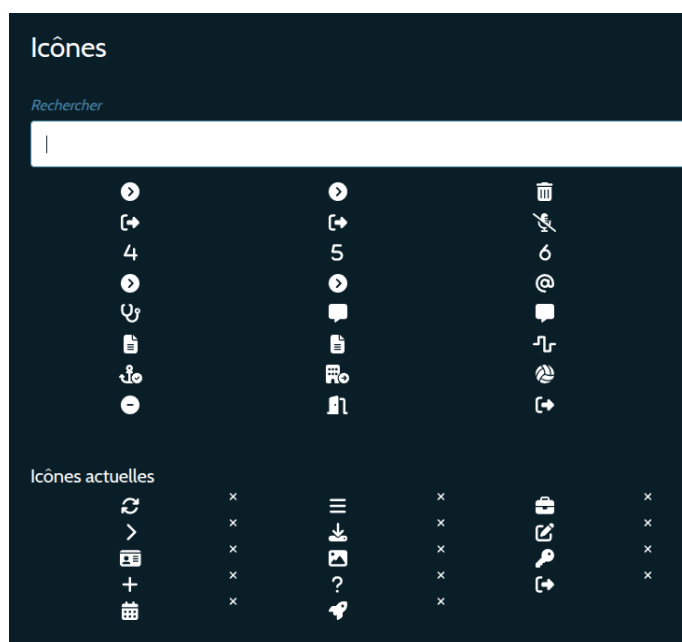 Icônes
Rechercher
4 5 6
@
Icônes actuelles
× × ×
× × ×
× × ×
+ × ? × ×
× ×